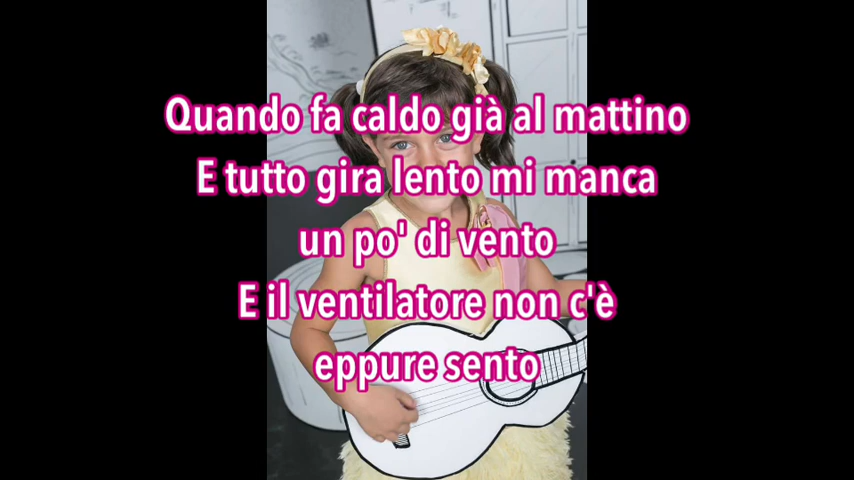 Quando fa caldo già al mattino
E tutto gira lento mi manca
un po' di vento
E il ventilatore non c'è
eppure sento